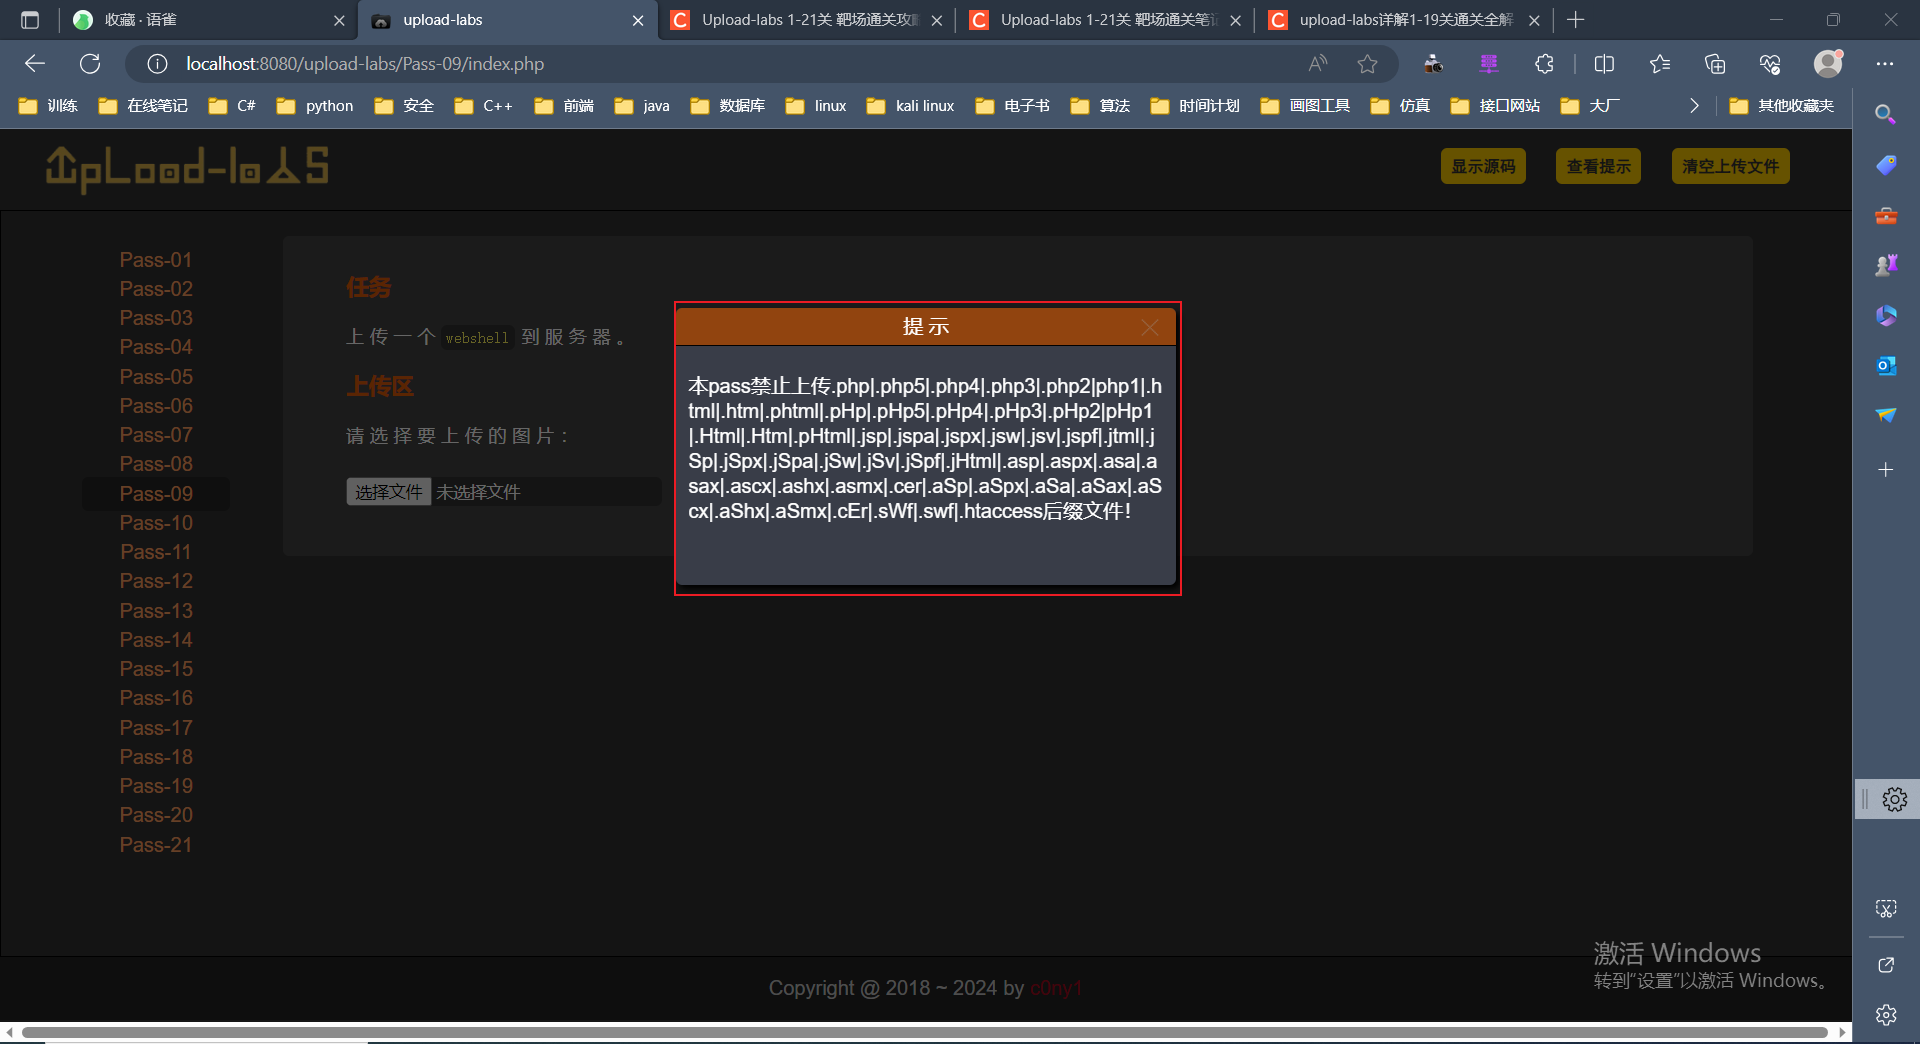 收藏 · 语雀
upload-labs
Upload-labs 1-21关 靶场通关攻略
Upload-labs 1-21关 靶场通关笔记
upload-labs详解1-19关通关全解
localhost:8080/upload-labs/Pass-09/index.php
训练 在线笔记 C# python 安全 C++ 前端 java 数据库 linux kali linux 电子书 算法 时间计划 画图工具 仿真 接口网站 大厂 其他收藏夹
UpLoad-labs
显示源码 查看提示 清空上传文件
Pass-01
Pass-02
Pass-03
Pass-04
Pass-05
Pass-06
Pass-07
Pass-08
Pass-09
Pass-10
Pass-11
Pass-12
Pass-13
Pass-14
Pass-15
Pass-16
Pass-17
Pass-18
Pass-19
Pass-20
Pass-21
任务
上传一个 webshell 到服务器。
上传区
请选择要上传的图片：
选择文件 未选择文件
提示
本pass禁止上传.php|.php5|.php4|.php3|.php2|php1|.h
tml|.htm|.phtml|.pHp|.pHp5|.pHp4|.pHp3|.pHp2|pHp1
|.Html|.Htm|.pHtml|.jsp|.jspa|.jspx|.jsw|.jsv|.jspf|.jtml|.j
Sp|.jSpx|.jSpa|.jSw|.jSv|.jSpf|.jHtml|.asp|.aspx|.asa|.a
sax|.ascx|.ashx|.asmx|.cer|.aSp|.aSpx|.aSa|.aSax|.aS
cx|.aShx|.aSmx|.cEr|.sWf|.swf|.htaccess后缀文件！
Copyright @ 2018 ~ 2024 by c0ny1
激活 Windows
转到“设置”以激活 Windows。